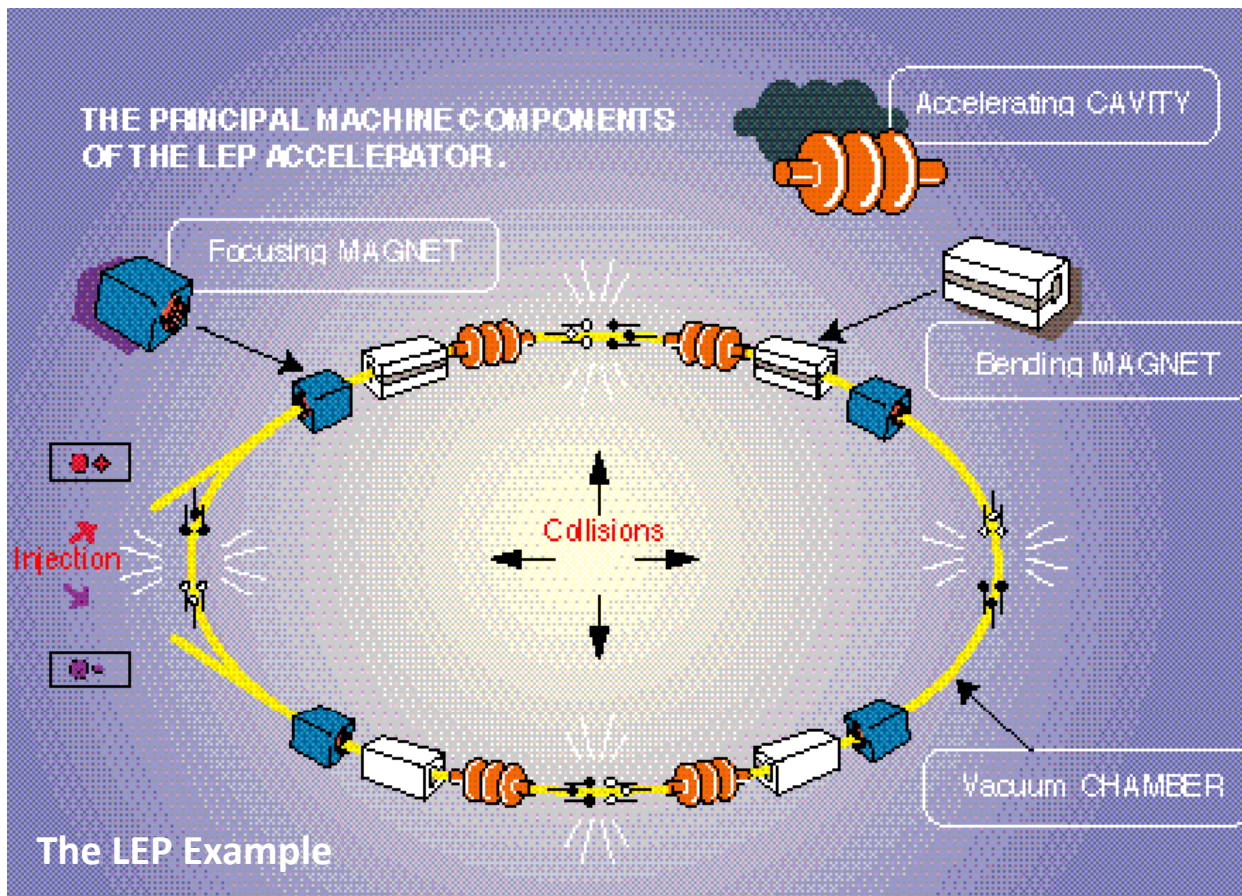 THE PRINCIPAL MACHINE COMPONENTS
OF THE LEP ACCELERATOR.
Accelerating CAVITY
Focusing MAGNET
Bending MAGNET
+
Collisions
Injection
-
Vacuum CHAMBER
The LEP Example